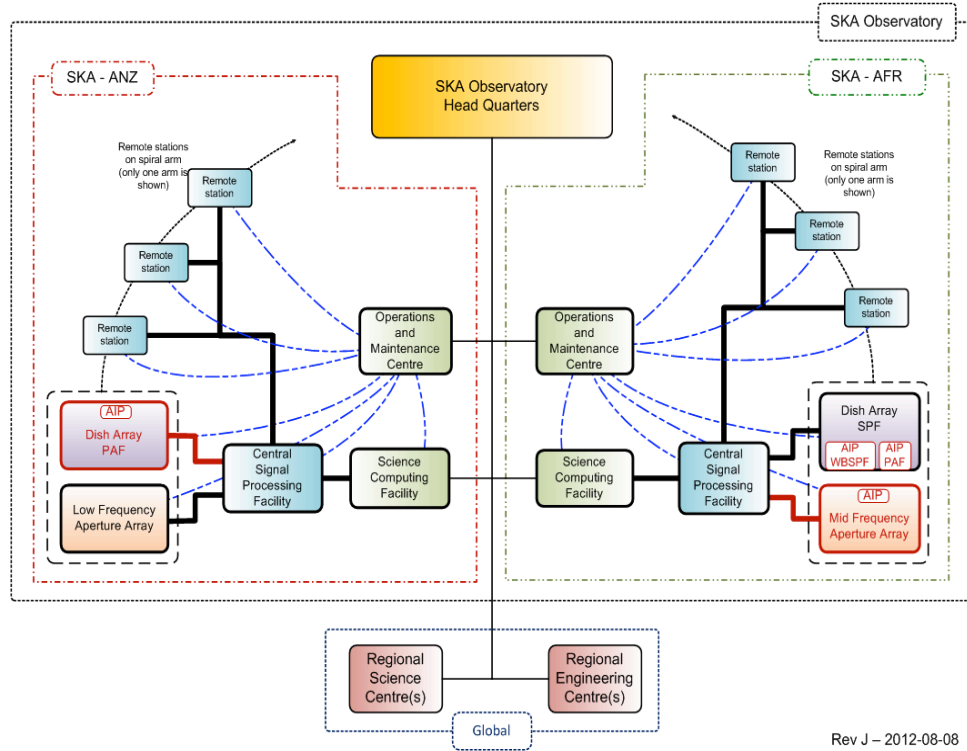 SKA Observatory
SKA - ANZ
SKA Observatory
Head Quarters
SKA - AFR
Remote stations
on spiral arm
(only one arm is
shown)
Remote
station
Remote
station
Remote
station
Remote
station
Remote stations
on spiral arm
(only one arm is
shown)
Remote
station
Remote
station
Operations
and
Maintenance
Centre
Operations
and
Maintenance
Centre
AIP
Dish Array
PAF
Low Frequency
Aperture Array
Central
Signal
Processing
Facility
Science
Computing
Facility
Science
Computing
Facility
Central
Signal
Processing
Facility
Dish Array
SPF
AIP
WBSPF
AIP
PAF
AIP
Mid Frequency
Aperture Array
Regional
Science
Centre(s)
Regional
Engineering
Centre(s)
Global
Rev J – 2012-08-08